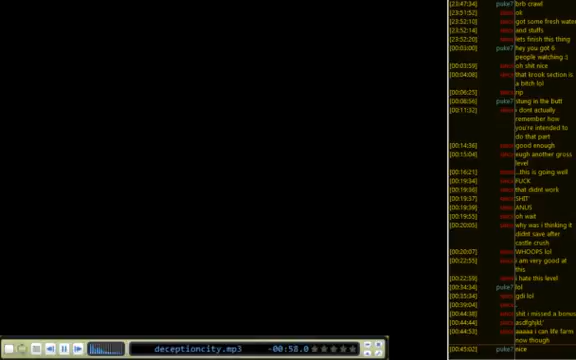 [23:47:34] puke7 brb crawl
[23:51:52] ok
[23:52:10] got some fresh water
[23:52:14] and stuffs
[23:52:20] lets finish this thing
[00:03:00] puke7 hey you got 6
people watching :)
[00:03:59] oh shit nice
[00:04:08] that krook section is
a bitch lol
[00:06:25] rip
[00:08:56] puke7 stung in the butt
[00:11:32] i dont actually
remember how
you're intended to
do that part
[00:14:36] good enough
[00:15:04] eugh another gross
level
[00:16:21] ...this is going well
[00:19:34] FUCK
[00:19:36] that didnt work
[00:19:37] SHIT
[00:19:39] ANUS
[00:19:55] oh wait
[00:20:05] why was i thinking it
didnt save after
castle crush
[00:20:07] WHOOPS lol
[00:22:55] i am very good at
this
[00:22:59] i hate this level
[00:34:34] puke7 lol
[00:35:34] gdi lol
[00:39:04]
[00:44:38] shit i missed a bonus
[00:44:44] asdfghjkl;'
[00:44:53] aaaaa i can life farm
now though
[00:45:02] puke7 nice
deceptioncity.mp3 -00:58.0